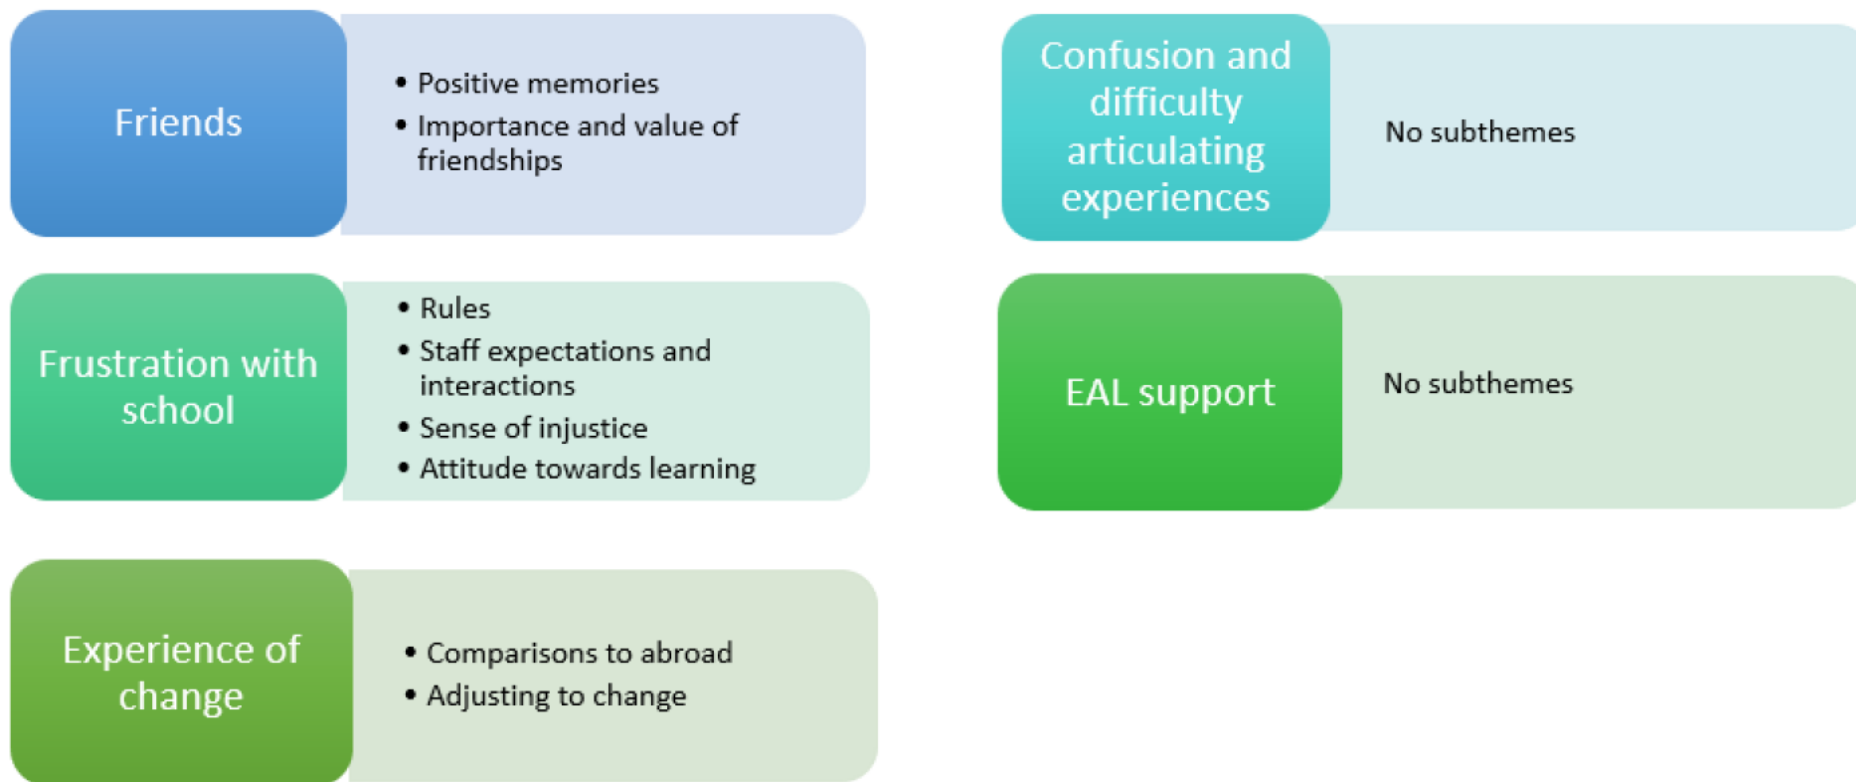 Friends
• Positive memories
• Importance and value of
friendships
Frustration with
school
• Rules
• Staff expectations and
interactions
• Sense of injustice
• Attitude towards learning
Experience of
change
• Comparisons to abroad
• Adjusting to change
Confusion and
difficulty
articulating
experiences
No subthemes
EAL support
No subthemes